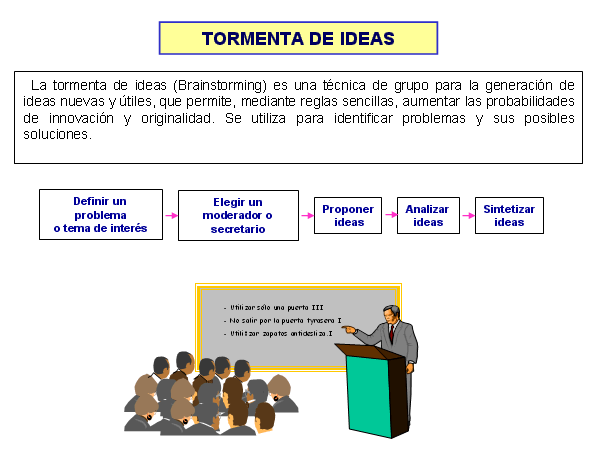 TORMENTA DE IDEAS
La tormenta de ideas (Brainstorming) es una técnica de grupo para la generación de
ideas nuevas y útiles, que permite, mediante reglas sencillas, aumentar las probabilidades
de innovación y originalidad. Se utiliza para identificar problemas y sus posibles
soluciones.
Definir un
problema
o tema de interés
Elegir un
moderador o
secretario
Proponer
ideas
Analizar
ideas
Sintetizar
ideas
- Utilizar sólo una puerta III
- No salir por la puerta tyrasera I
- Utilizar zapatos antidesliza.I